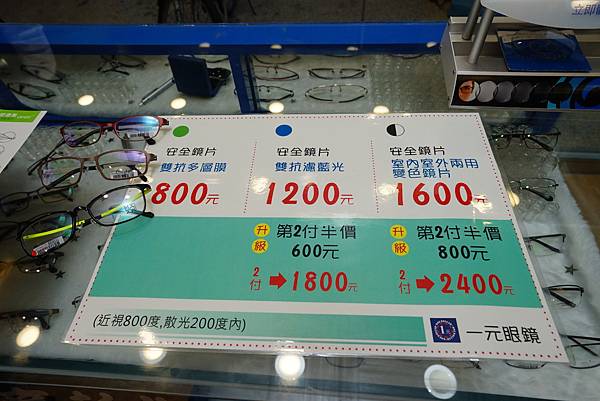 安全鏡片
雙抗多層膜
800元
安全鏡片
雙抗濾藍光
1200元
安全鏡片
室內室外兩用
變色鏡片
1600元
升級
第2付半價
600元
2付➡1800元
升級
第2付半價
800元
2付➡2400元
(近視800度,散光200度內)
一元眼鏡
立即